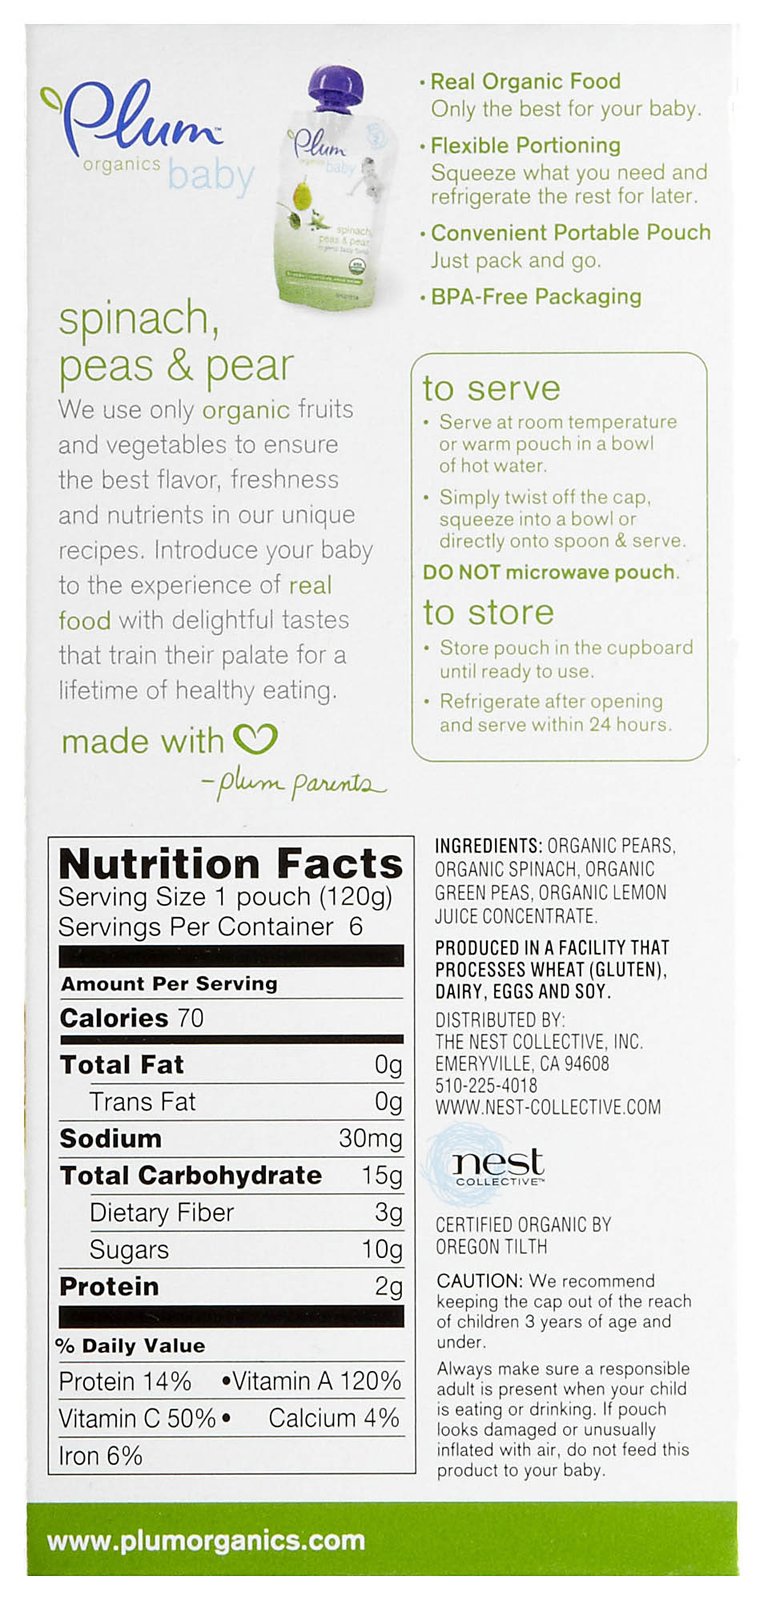 Plum™
organics baby
Plum
organics baby
spinach,
peas & pear
organic baby food
• Real Organic Food
Only the best for your baby.
• Flexible Portioning
Squeeze what you need and
refrigerate the rest for later.
• Convenient Portable Pouch
Just pack and go.
• BPA-Free Packaging
spinach,
peas & pear
We use only organic fruits
and vegetables to ensure
the best flavor, freshness
and nutrients in our unique
recipes. Introduce your baby
to the experience of real
food with delightful tastes
that train their palate for a
lifetime of healthy eating.
made with
-plum parents
to serve
• Serve at room temperature
or warm pouch in a bowl
of hot water.
• Simply twist off the cap,
squeeze into a bowl or
directly onto spoon & serve.
DO NOT microwave pouch.
to store
• Store pouch in the cupboard
until ready to use.
• Refrigerate after opening
and serve within 24 hours.
Nutrition Facts
Serving Size 1 pouch (120g)
Servings Per Container 6
Amount Per Serving
Calories 70
Total Fat 0g
Trans Fat 0g
Sodium 30mg
Total Carbohydrate 15g
Dietary Fiber 3g
Sugars 10g
Protein 2g
% Daily Value
Protein 14% •Vitamin A 120%
Vitamin C 50% • Calcium 4%
Iron 6%
INGREDIENTS: ORGANIC PEARS,
ORGANIC SPINACH, ORGANIC
GREEN PEAS, ORGANIC LEMON
JUICE CONCENTRATE.
PRODUCED IN A FACILITY THAT
PROCESSES WHEAT (GLUTEN),
DAIRY, EGGS AND SOY.
DISTRIBUTED BY:
THE NEST COLLECTIVE, INC.
EMERYVILLE, CA 94608
510-225-4018
WWW.NEST-COLLECTIVE.COM
nest
COLLECTIVE™
CERTIFIED ORGANIC BY
OREGON TILTH
CAUTION: We recommend
keeping the cap out of the reach
of children 3 years of age and
under.
Always make sure a responsible
adult is present when your child
is eating or drinking. If pouch
looks damaged or unusually
inflated with air, do not feed this
product to your baby.
www.plumorganics.com